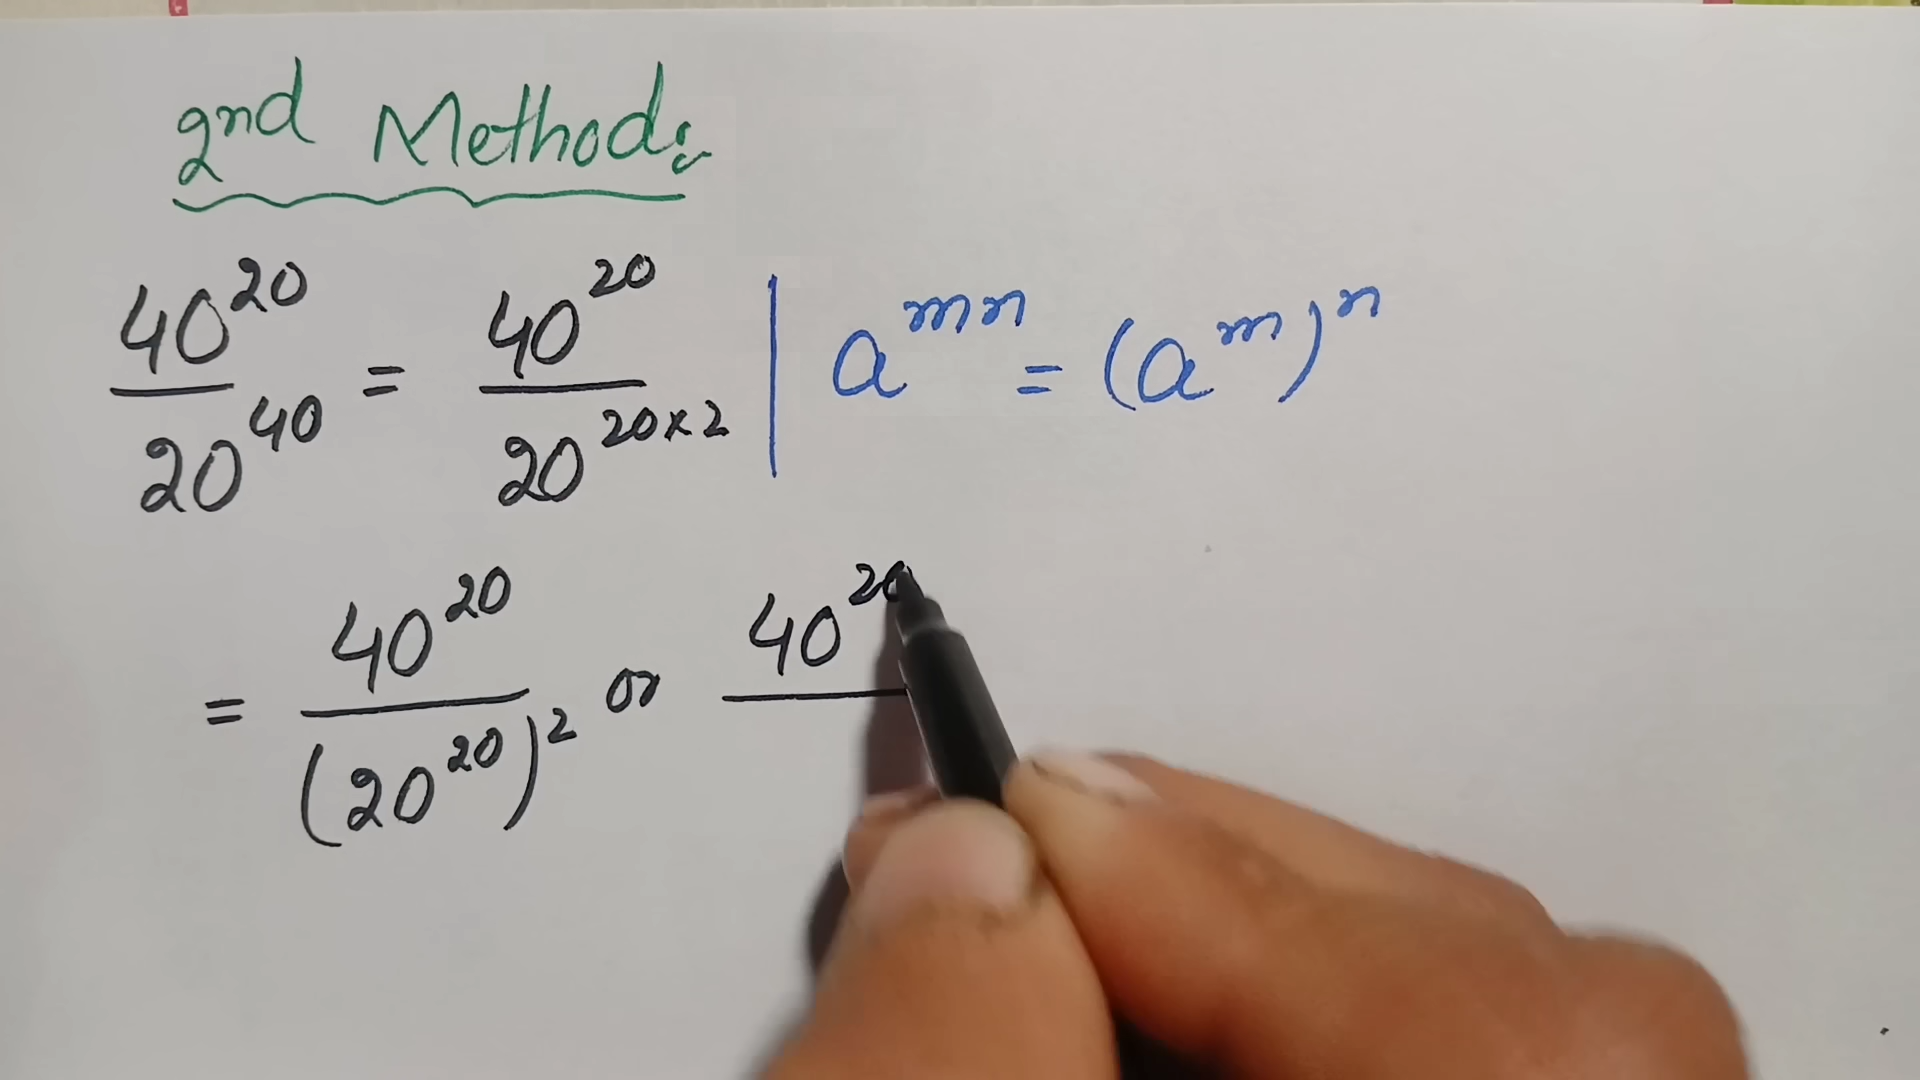 2nd Method:
40^20/20^40 = 40^20/20^20×2 | a^mn = (a^m)^n
= 40^20/(20^20)^2 or 40^20